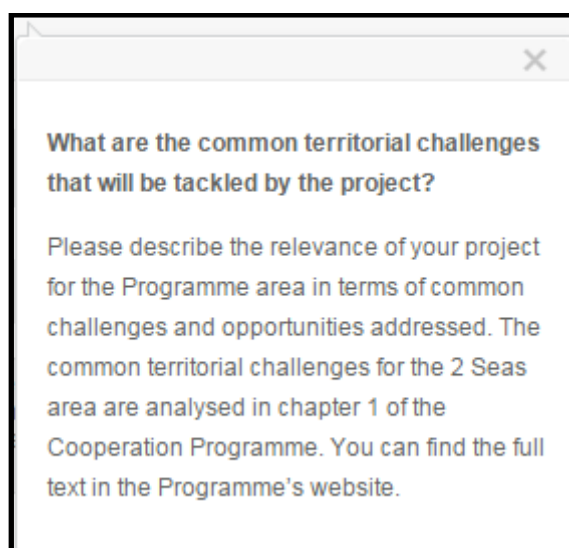 What are the common territorial challenges
that will be tackled by the project?
Please describe the relevance of your project
for the Programme area in terms of common
challenges and opportunities addressed. The
common territorial challenges for the 2 Seas
area are analysed in chapter 1 of the
Cooperation Programme. You can find the full
text in the Programme's website.